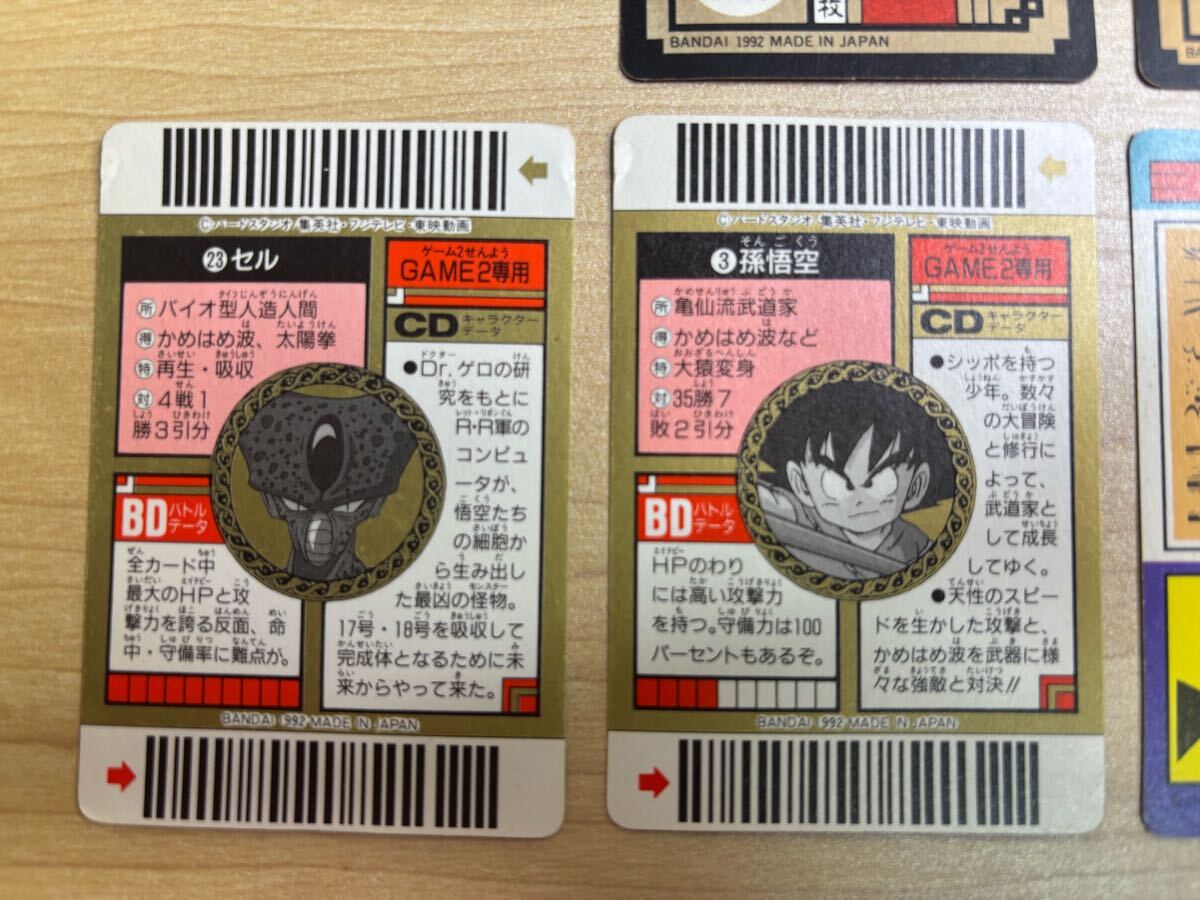 枚
BANDAI 1992 MADE IN JAPAN
©バードスタジオ/集英社・フジテレビ・東映動画
㉓セル
ゲーム2せんよう
GAME2専用
所 バイオ型人造人間
得 かめはめ波、太陽拳
特 再生・吸収
対 4戦1
勝3引分
CD キャラクター
データ
●Dr.ゲロの研
究をもとに
R・R軍の
コンピュ
ータが、
悟空たち
の細胞か
ら生み出し
た最凶の怪物。
17号・18号を吸収して
完成体となるために未
来からやって来た。
BD バトル
データ
全カード中
最大のHPと攻
撃力を誇る反面、命
中・守備率に難点が。
BANDAI 1992 MADE IN JAPAN
©バードスタジオ/集英社・フジテレビ・東映動画
そんごくう
❸孫悟空
ゲーム2せんよう
GAME2専用
所 亀仙流武道家
得 かめはめ波など
特 大猿変身
対 35勝7
敗2引分
CD キャラクター
データ
●シッポを持つ
少年。数々
の大冒険
と修行に
よって、
武道家と
して成長
してゆく。
●天性のスピー
ドを生かした攻撃と、
かめはめ波を武器に様
々な強敵と対決!!
BD バトル
データ
HPのわり
には高い攻撃力
を持つ。守備力は100
パーセントもあるぞ。
BANDAI 1992 MADE IN JAPAN